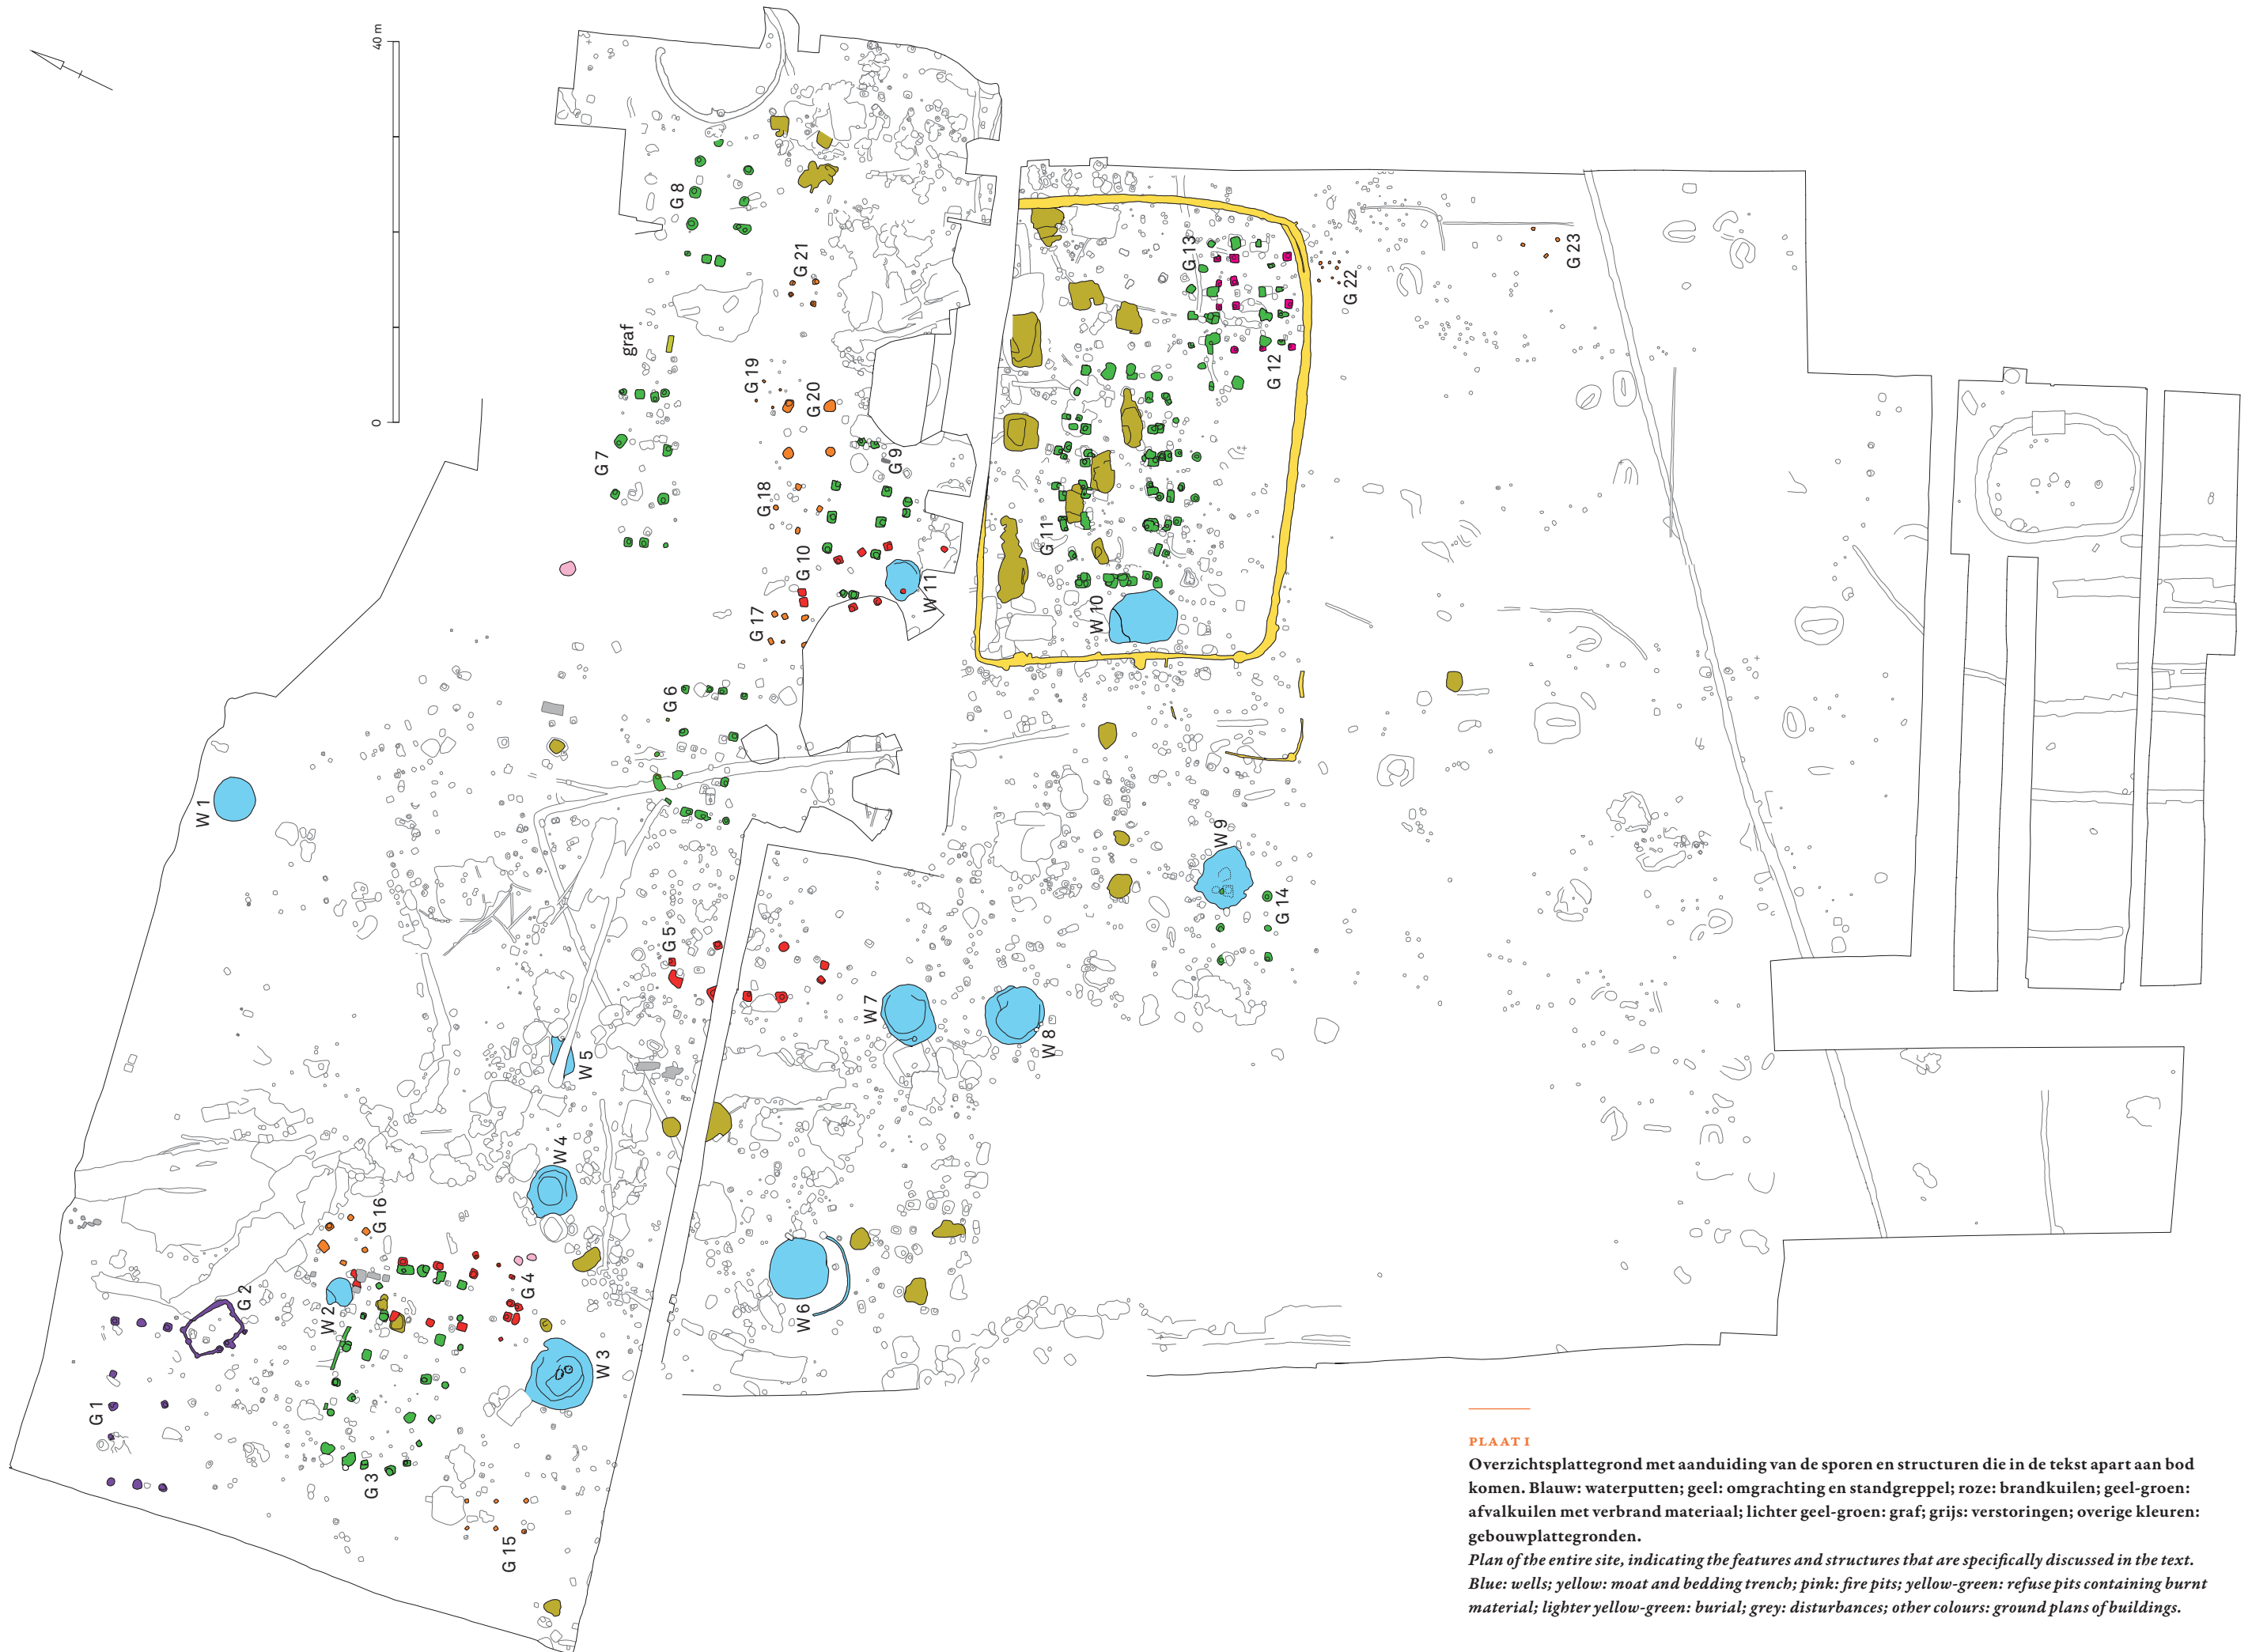 40 m
0
G 8
G 21
graf
G 19
G 20
G 7
G 9
G 18
G 10
W 11
G 17
G 6
G 13
G 22
G 23
G 12
G 11
W 10
W 1
W 9
G 14
G 5
W 7
W 8
W 5
W 4
G 16
G 4
G 2
W 2
W 6
W 3
G 1
G 3
G 15
PLAAT I
Overzichtsplattegrond met aanduiding van de sporen en structuren die in de tekst apart aan bod
komen. Blauw: waterputten; geel: omgrachting en standgreppel; roze: brandkuilen; geel-groen:
afvalkuilen met verbrand materiaal; lichter geel-groen: graf; grijs: verstoringen; overige kleuren:
gebouwplattegronden.
Plan of the entire site, indicating the features and structures that are specifically discussed in the text.
Blue: wells; yellow: moat and bedding trench; pink: fire pits; yellow-green: refuse pits containing burnt
material; lighter yellow-green: burial; grey: disturbances; other colours: ground plans of buildings.